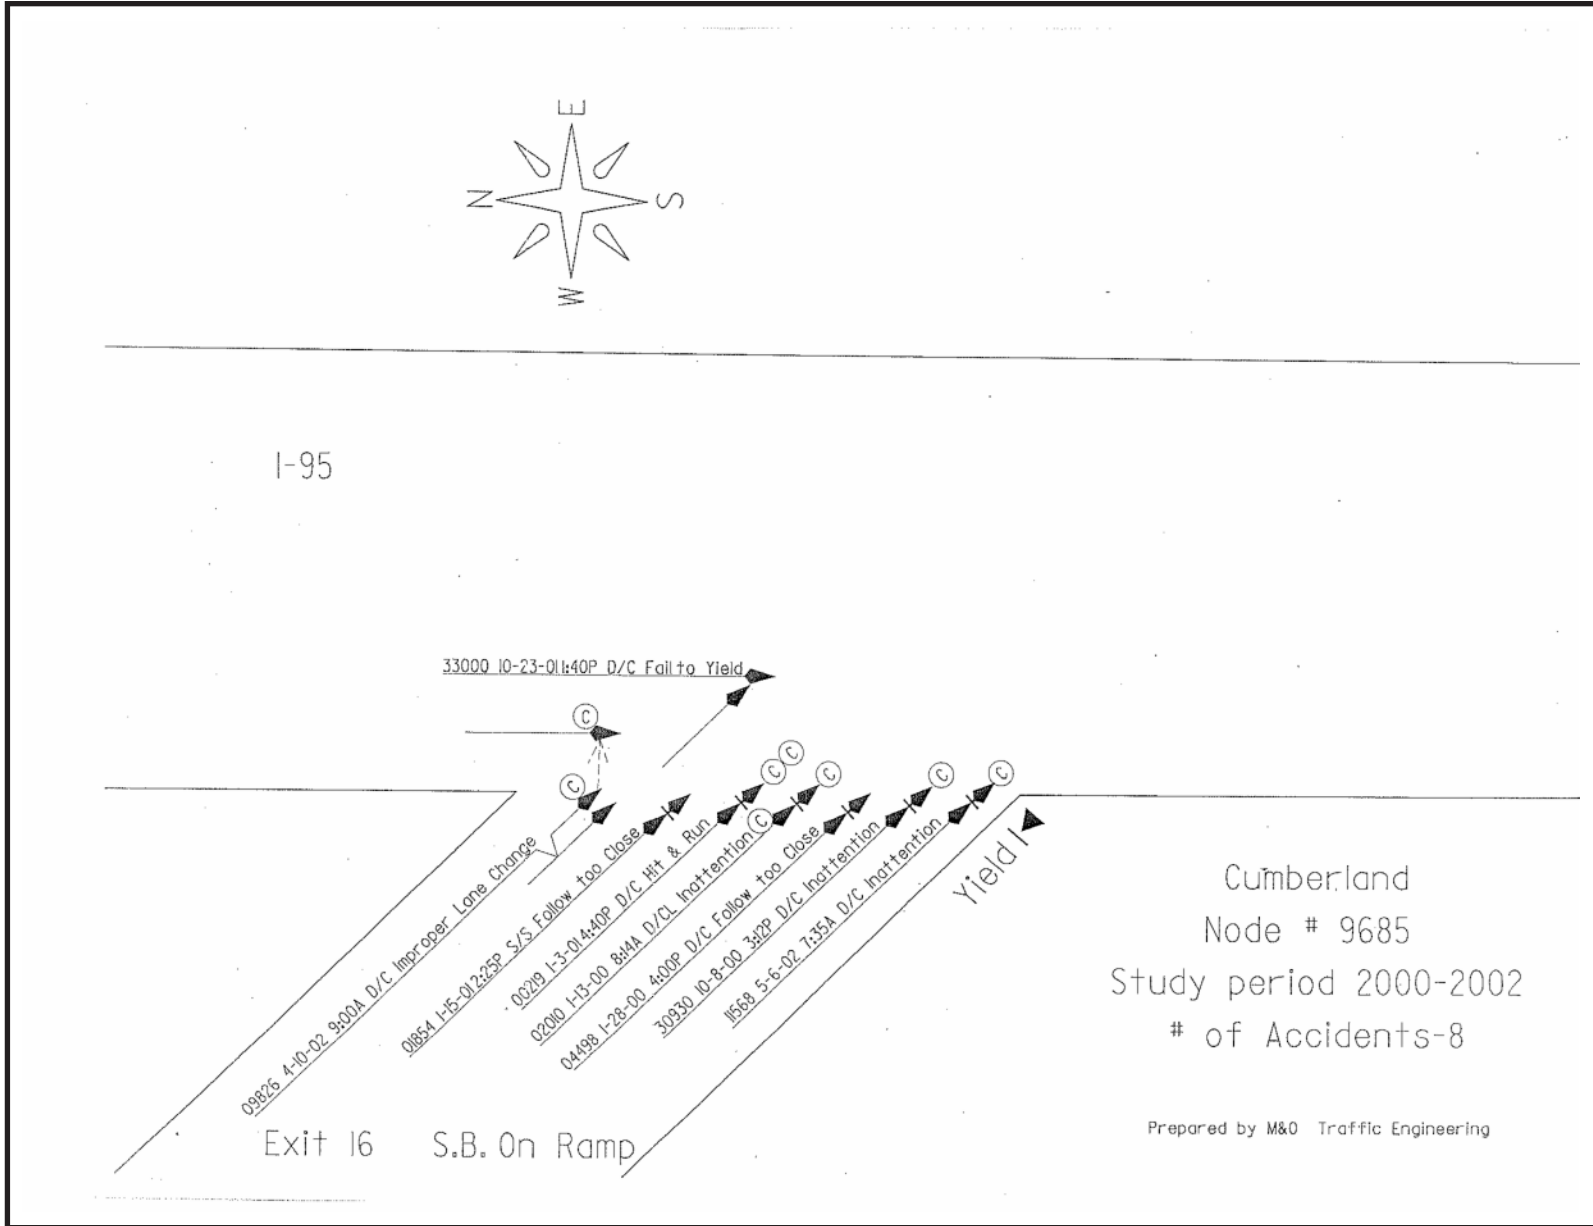 E
N
S
W
I-95
33000 10-23-01 1:40P D/C Fail to Yield
C
C
C
C
C
C
C
C
09826 4-10-02 9:00A D/C Improper Lane Change
01854 1-15-01 2:25P S/S Follow too Close
00219 1-3-01 4:40P D/C Hit & Run
02010 1-13-00 8:14A D/CL Inattention
04498 1-28-00 4:00P D/C Follow too Close
30930 10-8-00 3:12P D/C Inattention
11568 5-6-02 7:35A D/C Inattention
Yield
Cumberland
Node # 9685
Study period 2000-2002
# of Accidents-8
Prepared by M&O Traffic Engineering
Exit 16 S.B. On Ramp